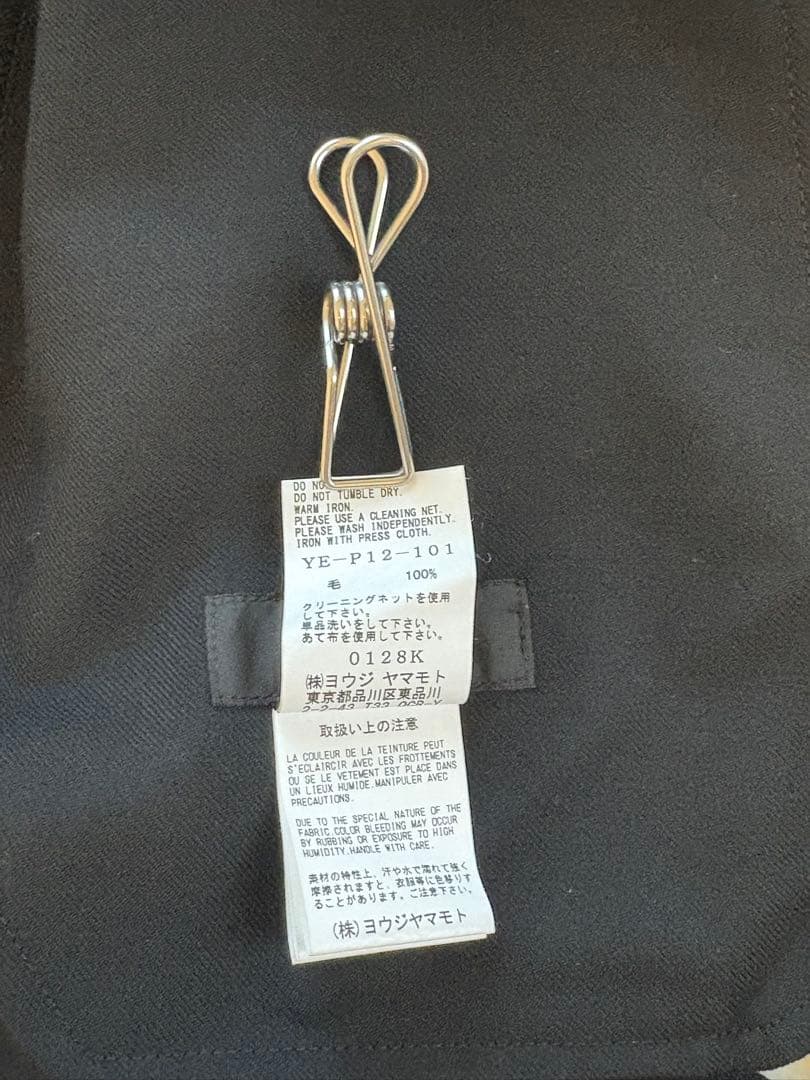 DO NO
DO NOT TUMBLE DRY.
WARM IRON.
PLEASE USE A CLEANING NET.
PLEASE WASH INDEPENDENTLY.
IRON WITH PRESS CLOTH.
YE-P12-101
毛 100%
クリーニングネットを使用
して下さい。
単品洗いをして下さい。
あて布を使用して下さい。
0128K
㈱ヨウジ ヤマモト
東京都品川区東品川
2-2-43 T33
取扱い上の注意
LA COULEUR DE LA TEINTURE PEUT
S'ECLAIRCIR AVEC LES FROTTEMENTS
OU SE LE VETEMENT EST PLACE DANS
UN LIEUX HUMIDE.MANIPULER AVEC
PRECAUTIONS.
DUE TO THE SPECIAL NATURE OF THE
FABRIC.COLOR BLEEDING MAY OCCUR
BY RUBBING OR EXPOSURE TO HIGH
HUMIDITY.HANDLE WITH CARE.
素材の特性上、汗や水で濡れて強く
摩擦されますと、衣服等に色移りす
ることがあります。ご注意下さい。
(株)ヨウジヤマモト